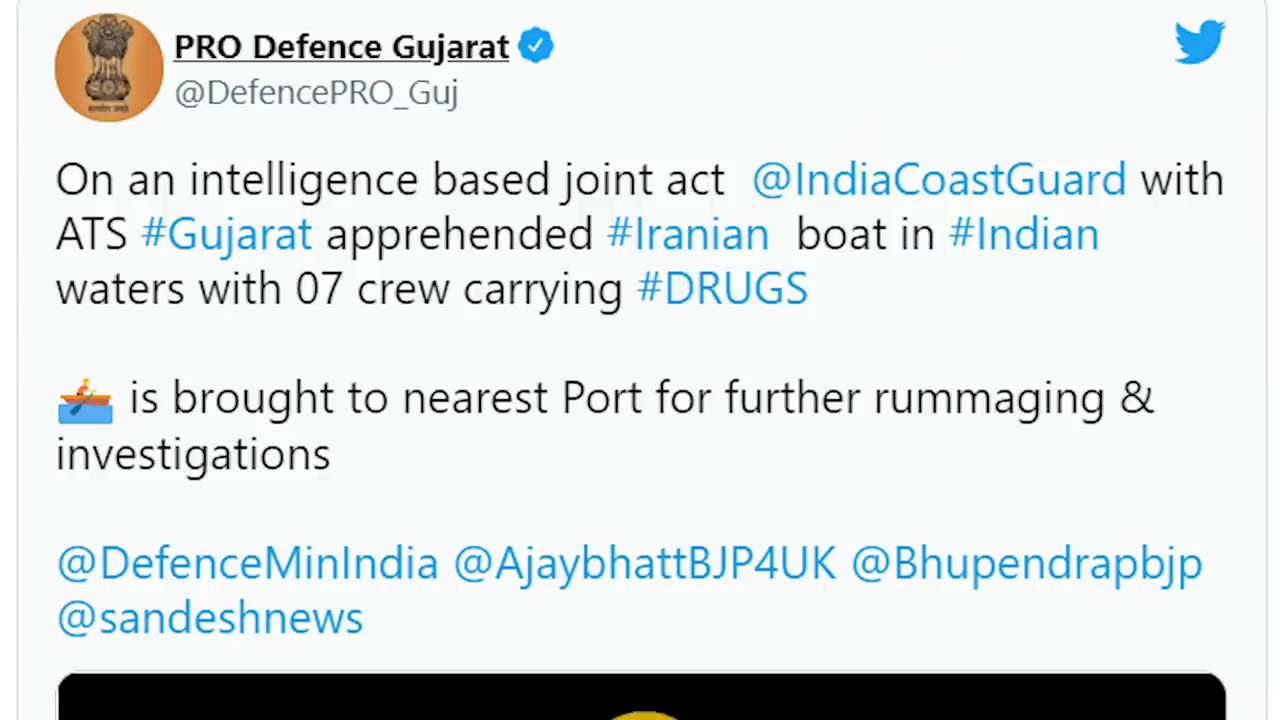 PRO Defence Gujarat
@DefencePRO_Guj
On an intelligence based joint act @IndiaCoastGuard with
ATS #Gujarat apprehended #Iranian boat in #Indian
waters with 07 crew carrying #DRUGS
is brought to nearest Port for further rummaging &
investigations
@DefenceMinIndia @AjaybhattBJP4UK @Bhupendrapbjp
@sandeshnews